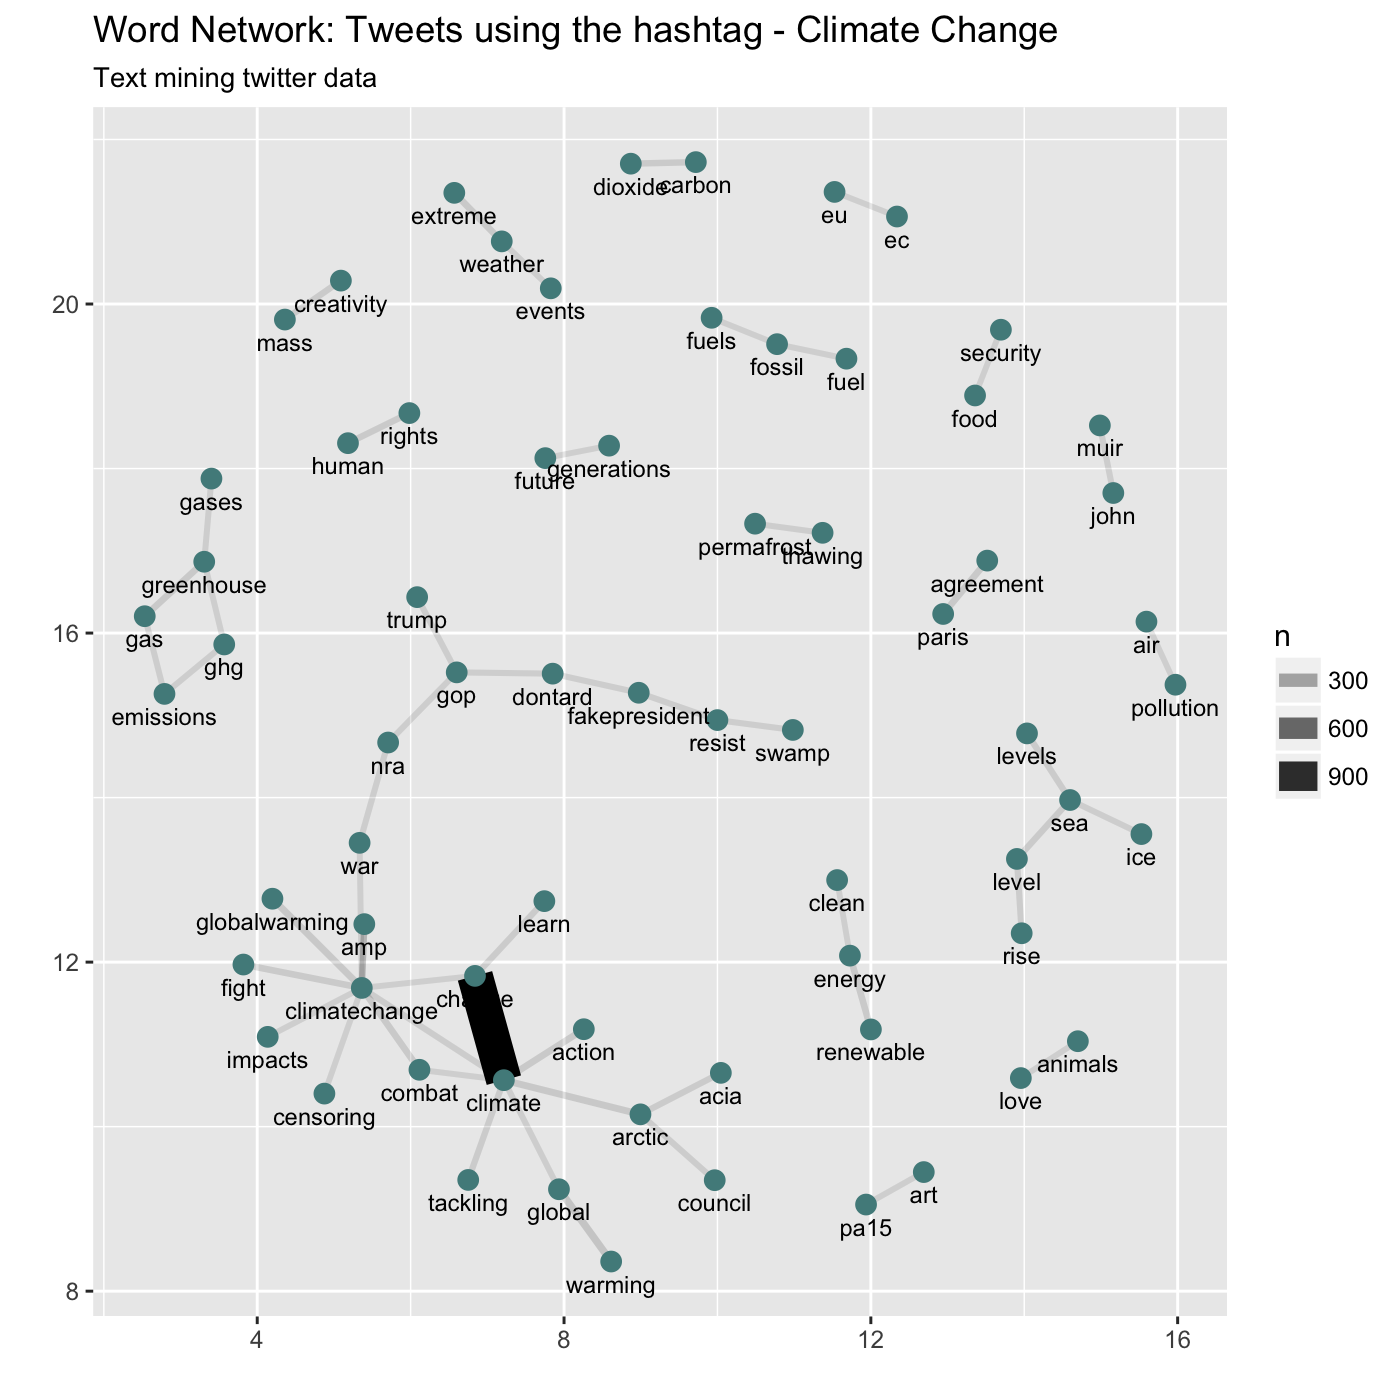 Word Network: Tweets using the hashtag - Climate Change
Text mining twitter data
dioxide
carbon
extreme
eu
ec
weather
events
creativity
mass
20
fuels
fossil
fuel
security
food
rights
human
future
generations
muir
john
gases
greenhouse
gas
ghg
emissions
permafrost
thawing
agreement
paris
16
trump
air
pollution
gop
dontard
fakepresident
resist
swamp
nra
levels
sea
ice
level
rise
war
clean
energy
renewable
globalwarming
amp
learn
12
fight
climatechange
change
impacts
action
combat
climate
censoring
acia
arctic
council
animals
love
tackling
global
warming
art
pa15
8
4
8
12
16
n
300
600
900